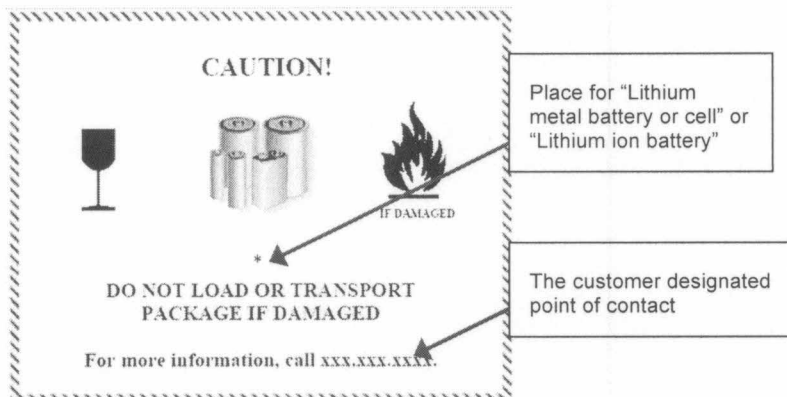 CAUTION!
IF DAMAGED
*
DO NOT LOAD OR TRANSPORT
PACKAGE IF DAMAGED
For more information, call xxx.xxx.xxxx.
Place for “Lithium
metal battery or cell” or
“Lithium ion battery”
The customer designated
point of contact